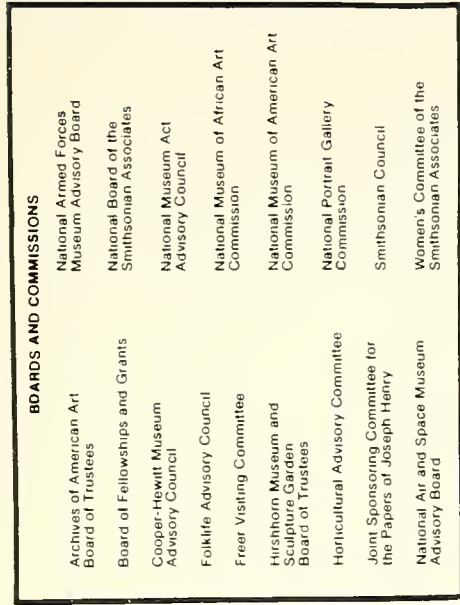 BOARDS AND COMMISSIONS
Archives of American Art
Board of Trustees
Board of Fellowships and Grants
Cooper-Hewitt Museum
Advisory Council
Folklife Advisory Council
Freer Visiting Committee
Hirshhorn Museum and
Sculpture Garden
Board of Trustees
Horticultural Advisory Committee
Joint Sponsoring Committee for
the Papers of Joseph Henry
National Air and Space Museum
Advisory Board
National Armed Forces
Museum Advisory Board
National Board of the
Smithsonian Associates
National Museum Act
Advisory Council
National Museum of African Art
Commission
National Museum of American Art
Commission
National Portrait Gallery
Commission
Smithsonian Council
Women's Committee of the
Smithsonian Associates